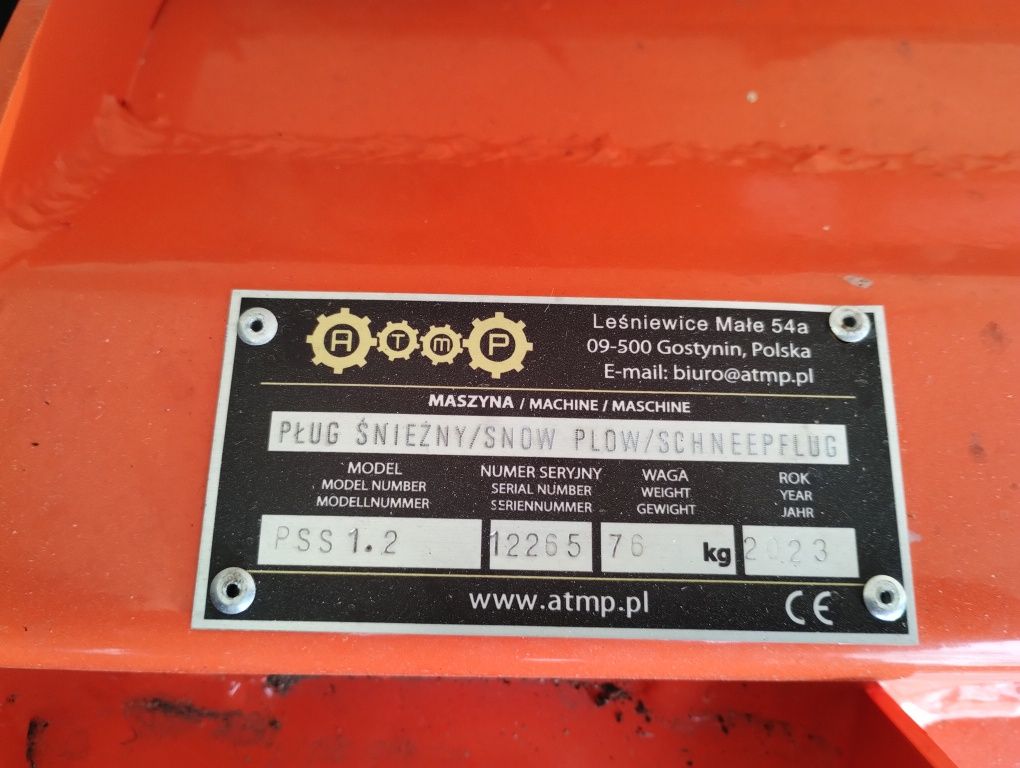 ATMP
Leśniewice Małe 54a
09-500 Gostynin, Polska
E-mail: biuro@atmp.pl
MASZYNA / MACHINE / MASCHINE
PŁUG ŚNIEŻNY/SNOW PLOW/SCHNEEPFLUG
MODEL
MODEL NUMBER
MODELLNUMMER
PSS 1.2
NUMER SERYJNY
SERIAL NUMBER
SERIENNUMMER
12265
WAGA
WEIGHT
GEWIGHT
76 kg
ROK
YEAR
JAHR
2023
www.atmp.pl
CE